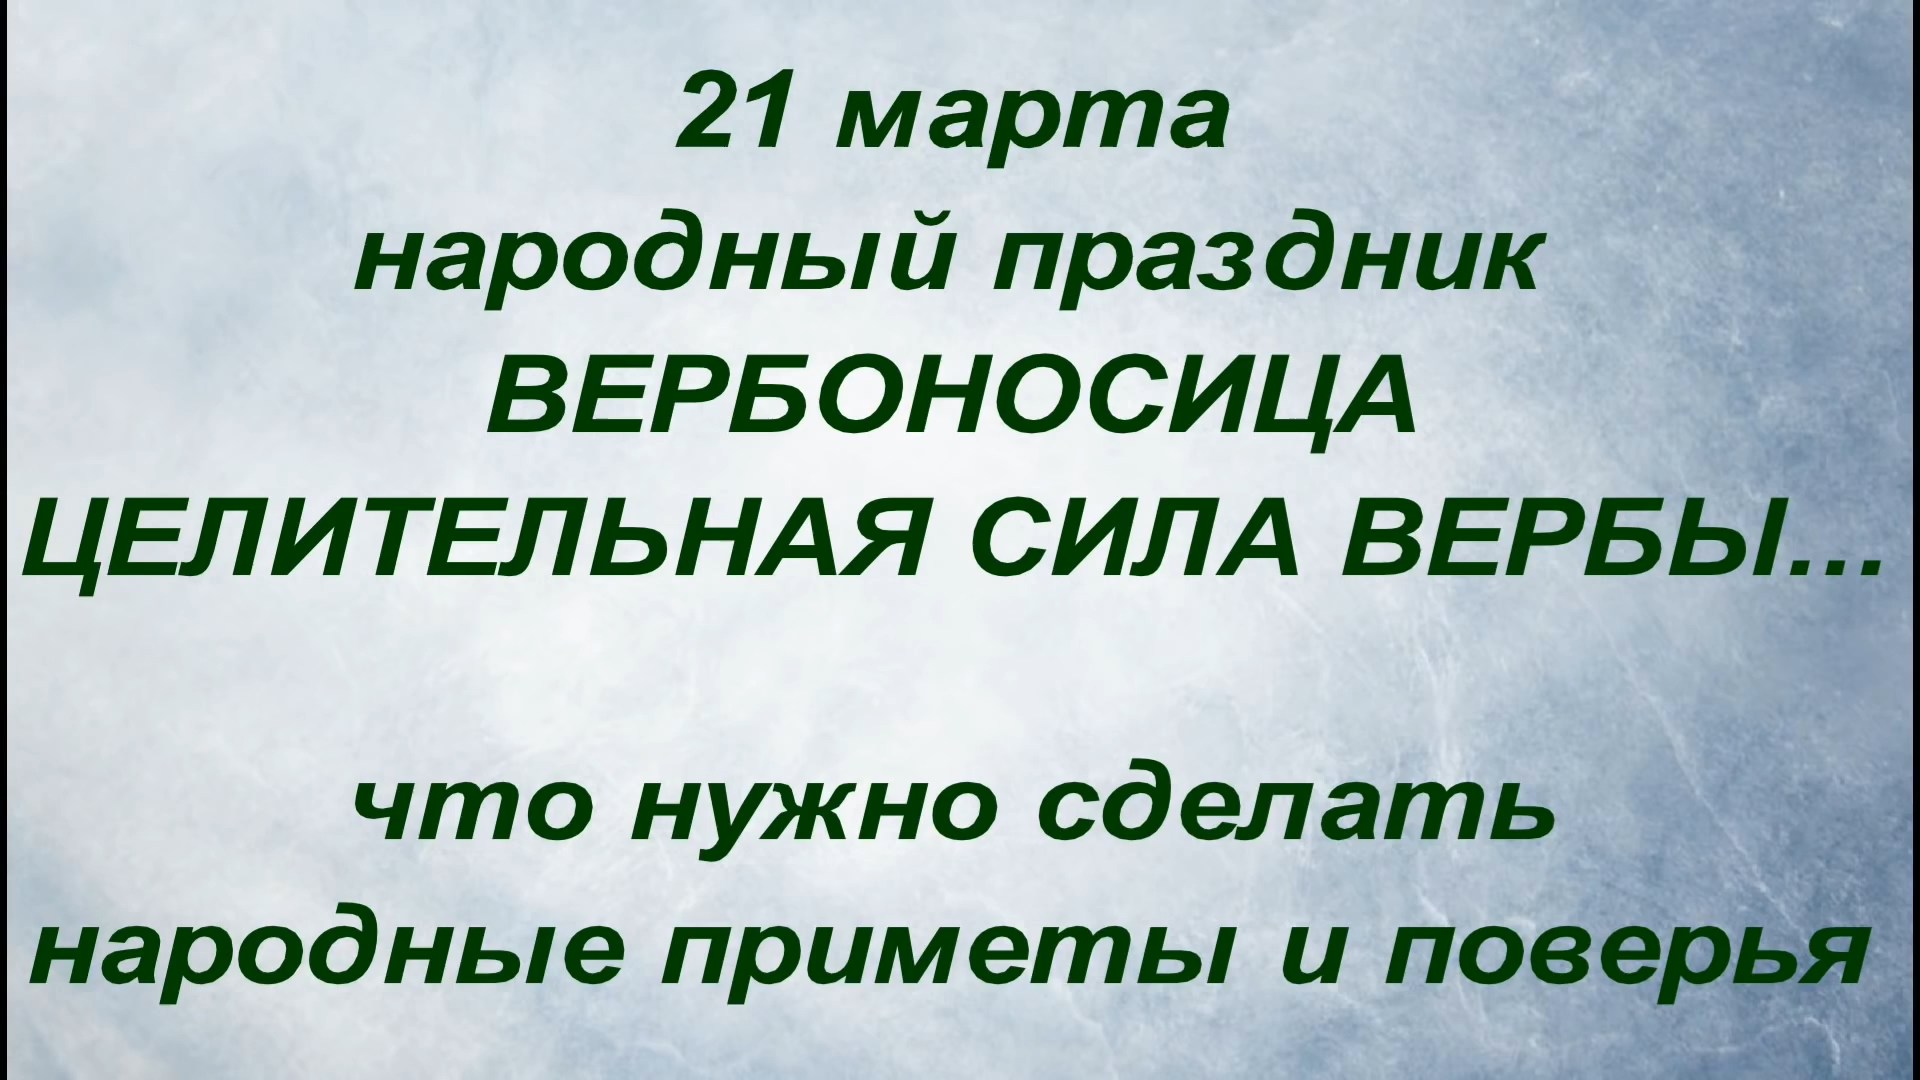 21 марта
народный праздник
ВЕРБОНОСИЦА
ЦЕЛИТЕЛЬНАЯ СИЛА ВЕРБЫ...
что нужно сделать
народные приметы и поверья